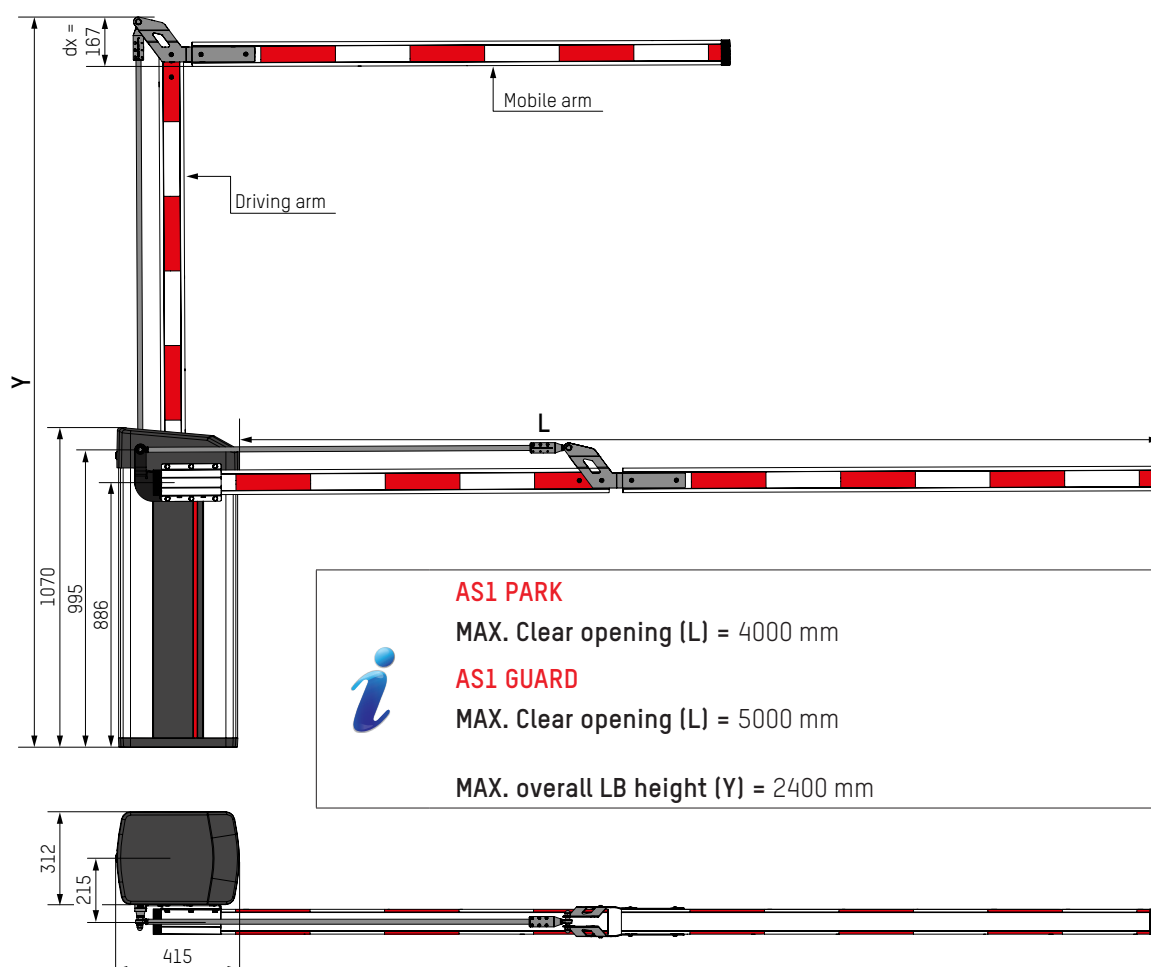 dx =
167
Mobile arm
Driving arm
Y
L
1070
995
886
AS1 PARK
MAX. Clear opening (L) = 4000 mm
AS1 GUARD
MAX. Clear opening (L) = 5000 mm
MAX. overall LB height (Y) = 2400 mm
312
215
415